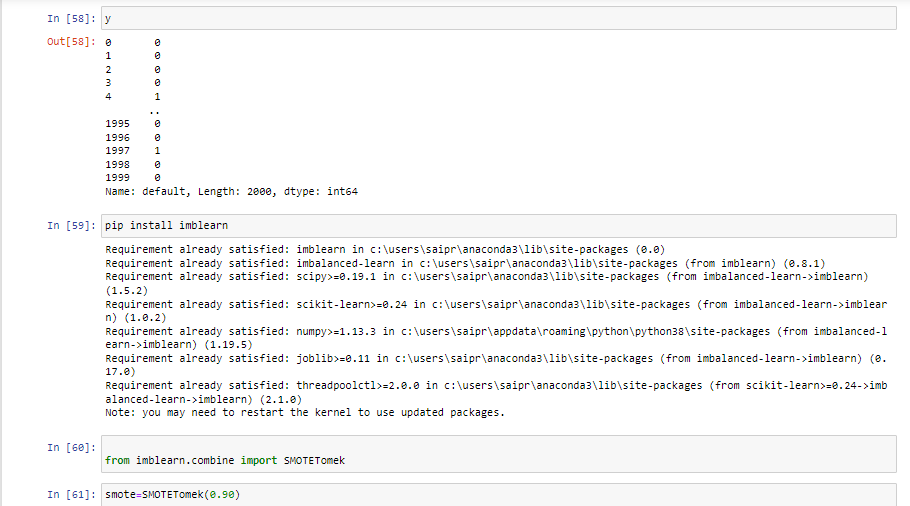 In [58]: y
Out[58]: 0 0
1 0
2 0
3 0
4 1
..
1995 0
1996 0
1997 1
1998 0
1999 0
Name: default, Length: 2000, dtype: int64
In [59]: pip install imblearn
Requirement already satisfied: imblearn in c:\users\saipr\anaconda3\lib\site-packages (0.0)
Requirement already satisfied: imbalanced-learn in c:\users\saipr\anaconda3\lib\site-packages (from imblearn) (0.8.1)
Requirement already satisfied: scipy>=0.19.1 in c:\users\saipr\anaconda3\lib\site-packages (from imbalanced-learn->imblearn)
(1.5.2)
Requirement already satisfied: scikit-learn>=0.24 in c:\users\saipr\anaconda3\lib\site-packages (from imbalanced-learn->imblear
n) (1.0.2)
Requirement already satisfied: numpy>=1.13.3 in c:\users\saipr\appdata\roaming\python\python38\site-packages (from imbalanced-l
earn->imblearn) (1.19.5)
Requirement already satisfied: joblib>=0.11 in c:\users\saipr\anaconda3\lib\site-packages (from imbalanced-learn->imblearn) (0.
17.0)
Requirement already satisfied: threadpoolctl>=2.0.0 in c:\users\saipr\anaconda3\lib\site-packages (from scikit-learn>=0.24->imb
alanced-learn->imblearn) (2.1.0)
Note: you may need to restart the kernel to use updated packages.
In [60]:
from imblearn.combine import SMOTETomek
In [61]: smote=SMOTETomek(0.90)